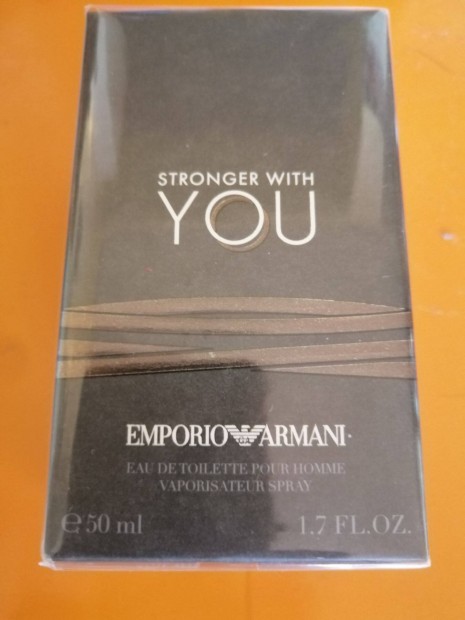 STRONGER WITH
YOU
EMPORIO ARMANI
EAU DE TOILETTE POUR HOMME
VAPORISATEUR SPRAY
℮50 ml 1.7 FL.OZ.